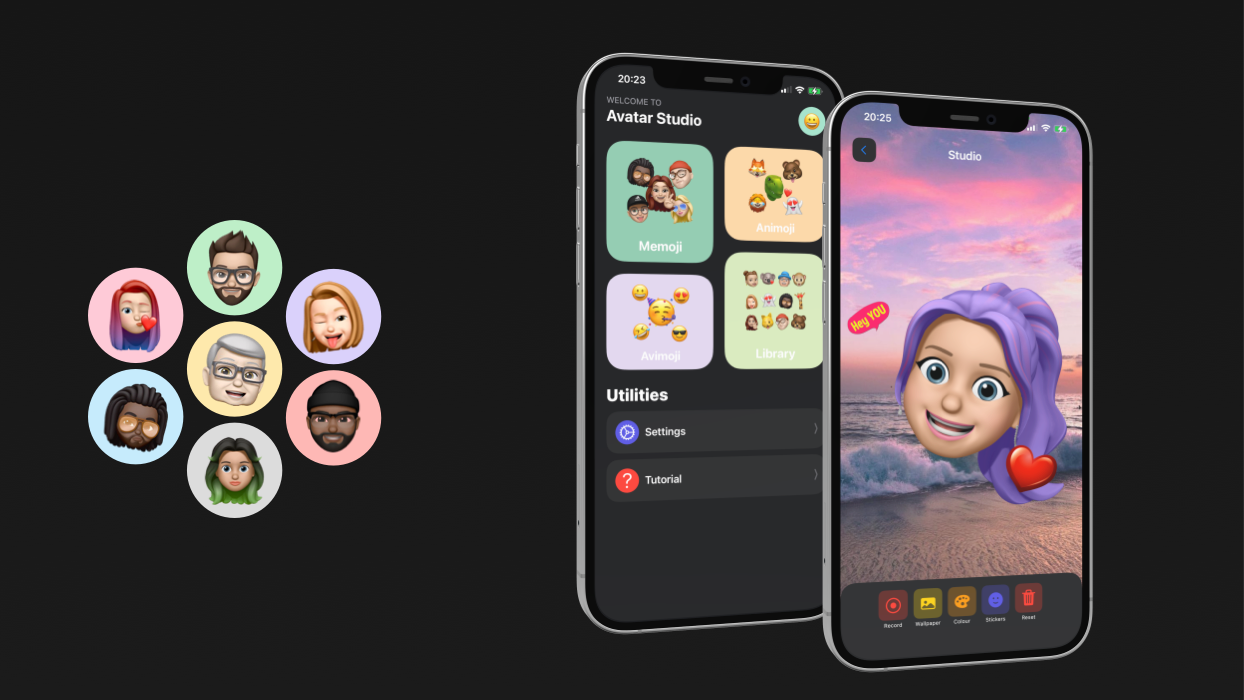 20:23
WELCOME TO
Avatar Studio
Memoji
Animoji
Avimoji
Library
Utilities
Settings
Tutorial
20:25
Studio
Hey YOU
Record
Wallpaper
Colour
Stickers
Reset